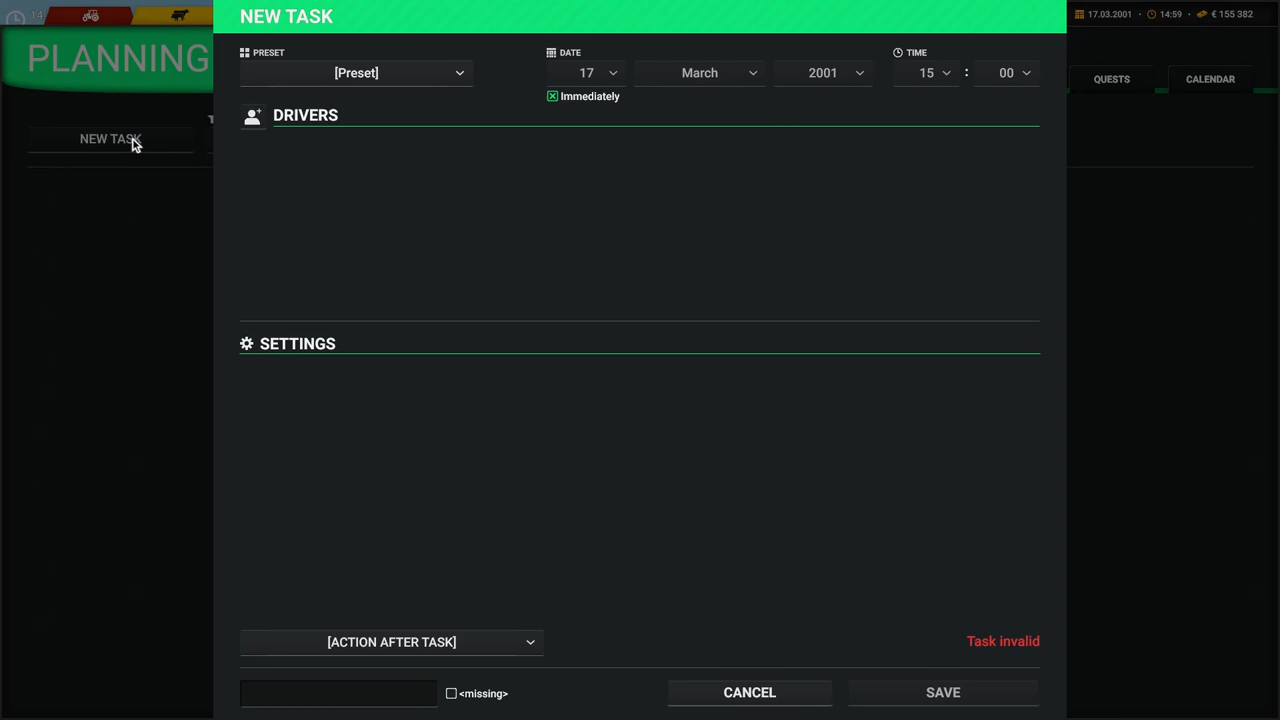 14
NEW TASK
17.03.2001 14:59 € 155 382
PLANNING
QUESTS CALENDAR
NEW TASK
PRESET DATE TIME
[Preset] 17 March 2001 15 : 00
Immediately
DRIVERS
SETTINGS
[ACTION AFTER TASK] Task invalid
<missing> CANCEL SAVE